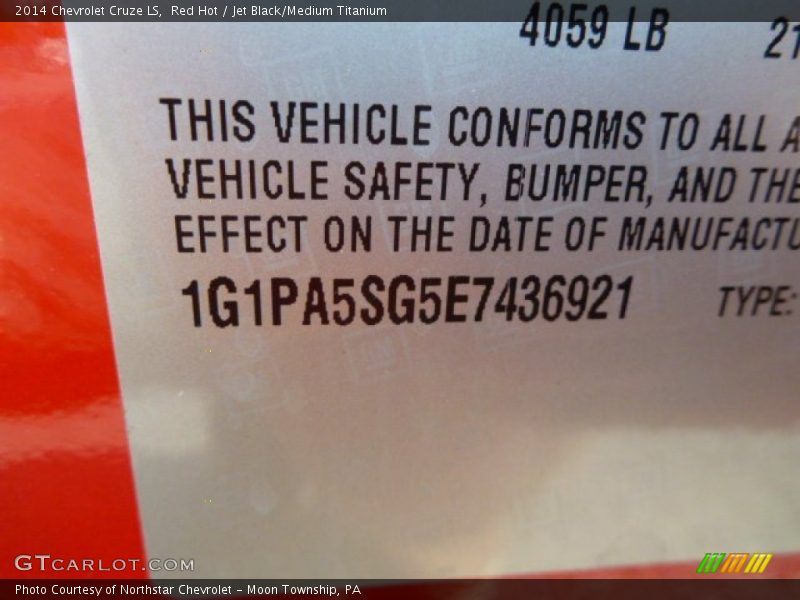 2014 Chevrolet Cruze LS, Red Hot / Jet Black/Medium Titanium
4059 LB 21
THIS VEHICLE CONFORMS TO ALL A
VEHICLE SAFETY, BUMPER, AND THE
EFFECT ON THE DATE OF MANUFACTU
1G1PA5SG5E7436921 TYPE:
GTCARLOT.COM
Photo Courtesy of Northstar Chevrolet - Moon Township, PA